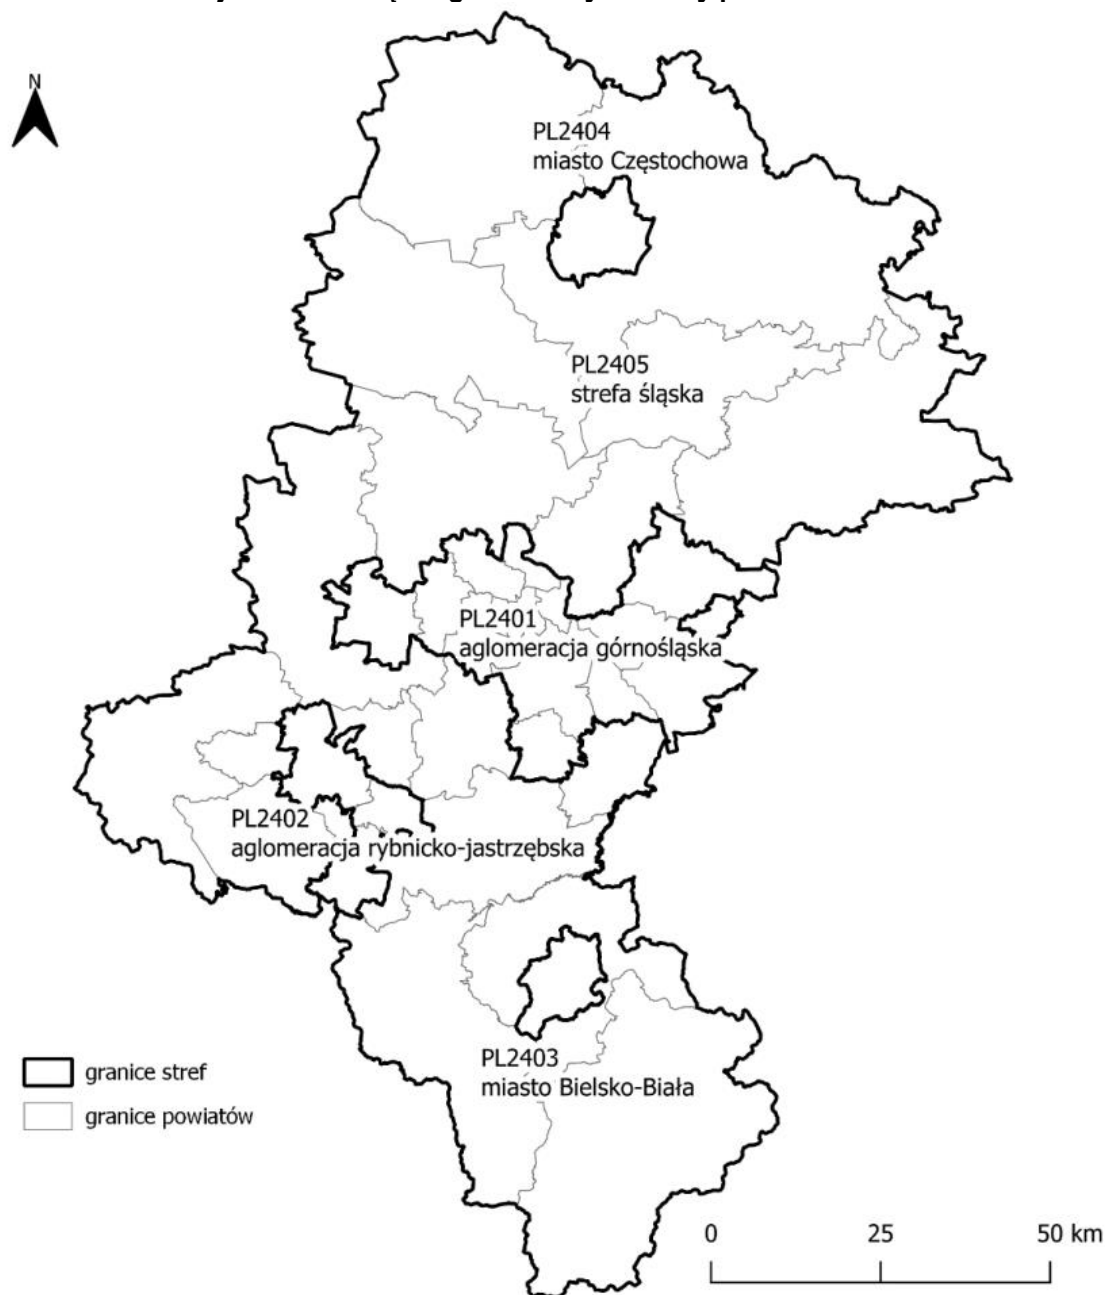 N
PL2404
miasto Częstochowa
PL2405
strefa śląska
PL2401
aglomeracja górnośląska
PL2402
aglomeracja rybnicko-jastrzębska
PL2403
miasto Bielsko-Biała
granice stref
granice powiatów
0 25 50 km